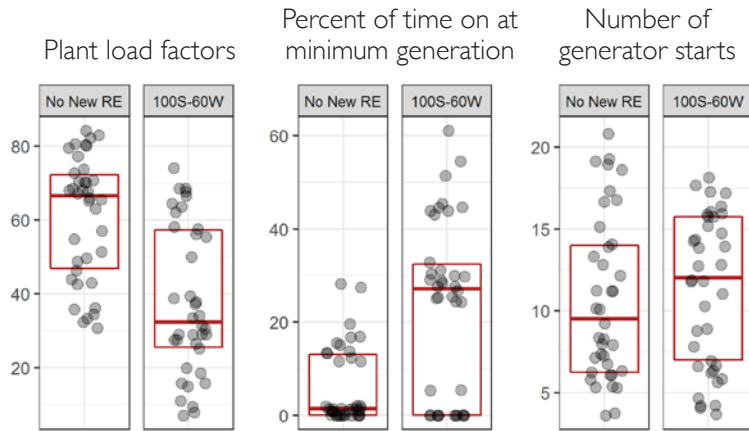 Plant load factors
Percent of time on at
minimum generation
Number of
generator starts
No New RE
100S-60W
No New RE
100S-60W
No New RE
100S-60W
80
60
40
20
60
40
20
0
20
15
10
5